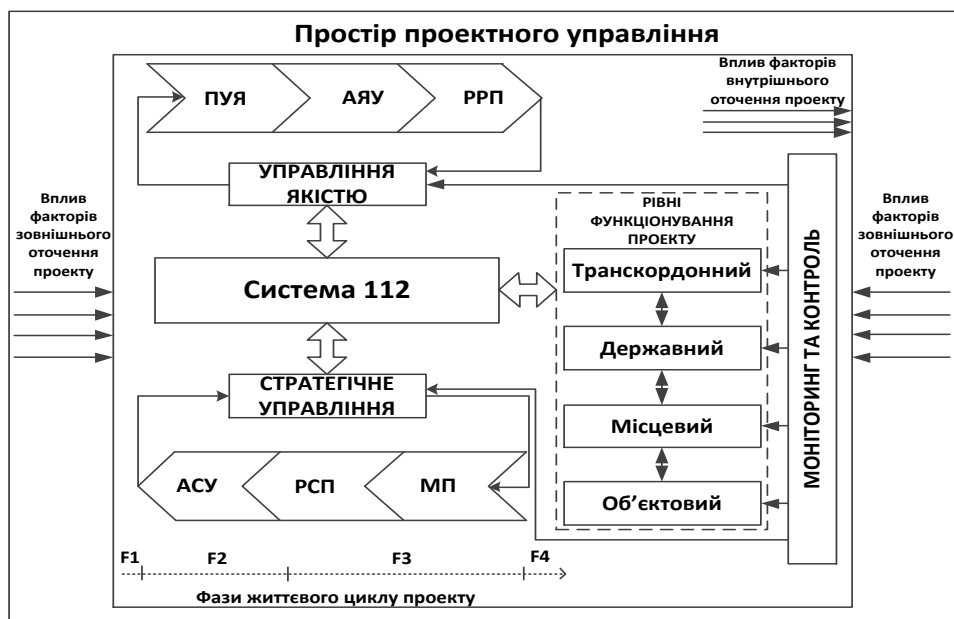 Простір проектного управління
Вплив факторів
внутрішнього
оточення проекту
ПУЯ
АЯУ
РРП
УПРАВЛІННЯ
ЯКІСТЮ
Вплив
факторів
зовнішнього
оточення
проекту
РІВНІ
ФУНКЦІОНУВАННЯ
ПРОЕКТУ
Транскордонний
Державний
Місцевий
Об’єктовий
МОНІТОРИНГ ТА КОНТРОЛЬ
Вплив
факторів
зовнішнього
оточення
проекту
Система 112
СТРАТЕГІЧНЕ
УПРАВЛІННЯ
АСУ
РСП
МП
F1
F2
F3
F4
Фази життєвого циклу проекту